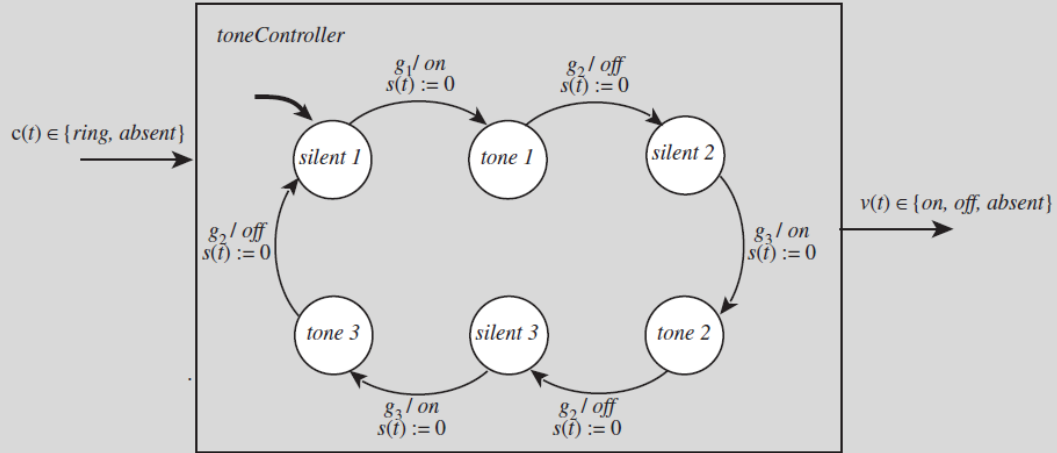 toneController
g₁/ on
s(t) := 0
g₂/ off
s(t) := 0
c(t) ∈ {ring, absent}
silent 1
tone 1
silent 2
v(t) ∈ {on, off, absent}
g₂/ off
s(t) := 0
g₃/ on
s(t) := 0
tone 3
silent 3
tone 2
g₃/ on
s(t) := 0
g₂/ off
s(t) := 0